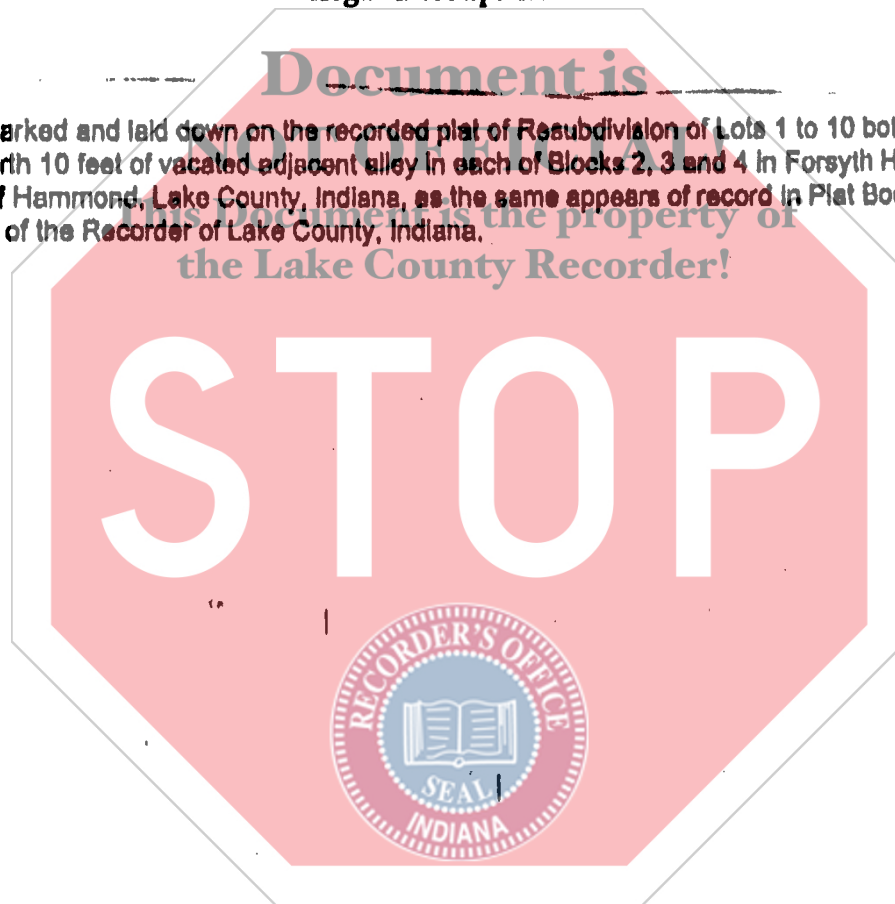 Document is
arked and laid down on the recorded plat of Resubdivision of Lots 1 to 10 bo
NOT OFFICIAL!
rth 10 feet of vacated adjacent alley in each of Blocks 2, 3 and 4 in Forsyth H
f Hammond, Lake County, Indiana, as the same appears of record in Plat Bo
This Document is the property of
of the Recorder of Lake County, Indiana.
the Lake County Recorder!
STOP
RECORDER'S OFFICE
SEAL
INDIANA